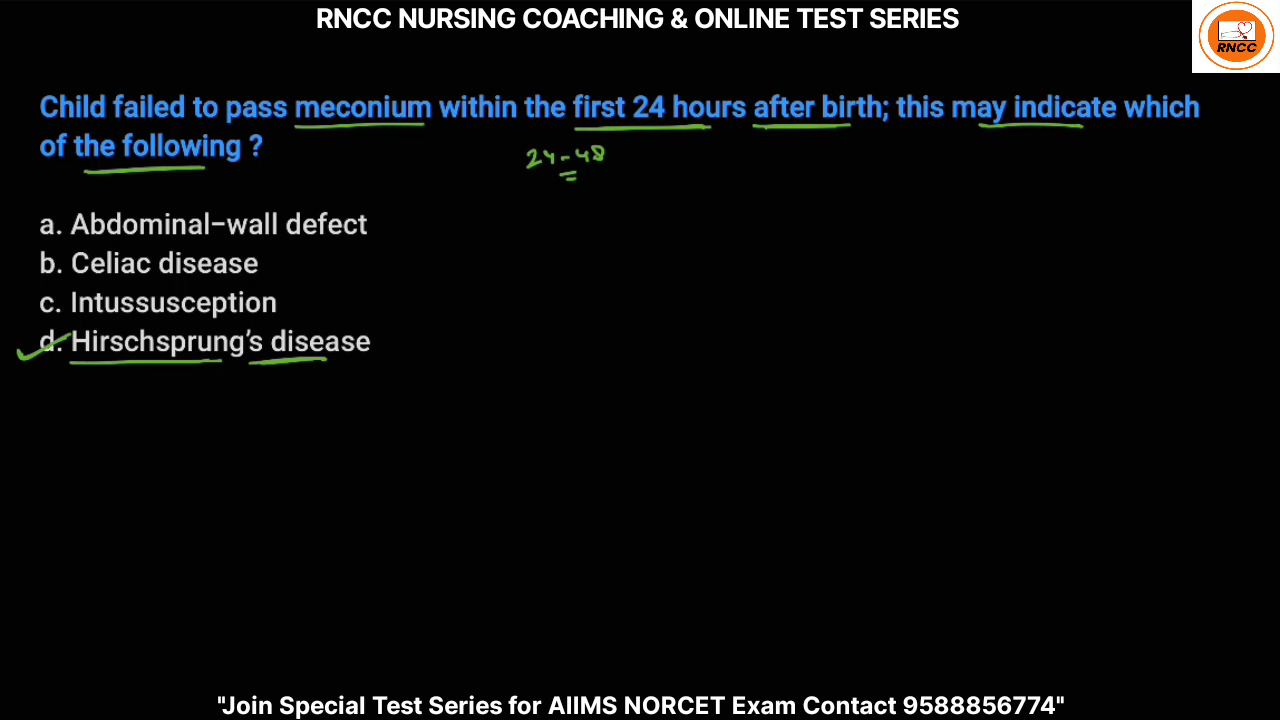 RNCC NURSING COACHING & ONLINE TEST SERIES
RNCC
Child failed to pass meconium within the first 24 hours after birth; this may indicate which
of the following ?
24-48
a. Abdominal-wall defect
b. Celiac disease
c. Intussusception
d. Hirschsprung's disease
"Join Special Test Series for AIIMS NORCET Exam Contact 9588856774"